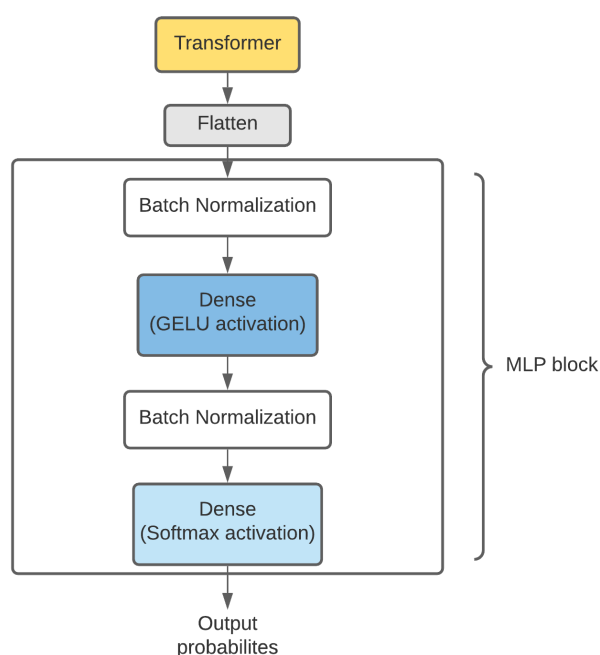 Transformer
Flatten
Batch Normalization
Dense
(GELU activation)
MLP block
Batch Normalization
Dense
(Softmax activation)
Output
probabilites